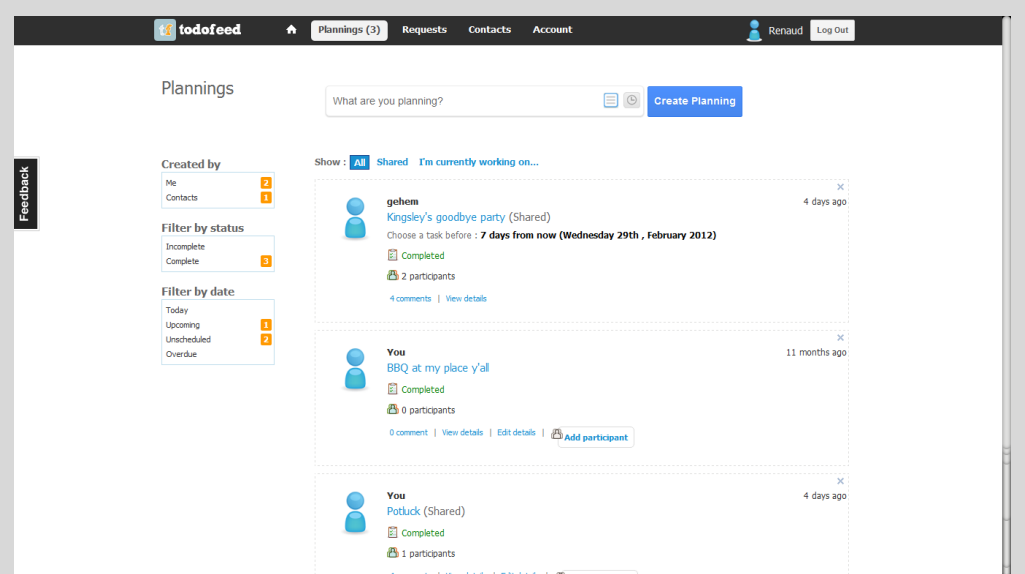 tf todofeed
Plannings (3) Requests Contacts Account
Renaud Log Out
Plannings
What are you planning?
Create Planning
Feedback
Created by
Me 2
Contacts 1
Filter by status
Incomplete
Complete 3
Filter by date
Today
Upcoming 1
Unscheduled 2
Overdue
Show : All Shared I'm currently working on...
gehem 4 days ago
Kingsley's goodbye party (Shared)
Choose a task before : 7 days from now (Wednesday 29th , February 2012)
Completed
2 participants
4 comments | View details
You 11 months ago
BBQ at my place y'all
Completed
0 participants
0 comment | View details | Edit details | Add participant
You 4 days ago
Potluck (Shared)
Completed
1 participants